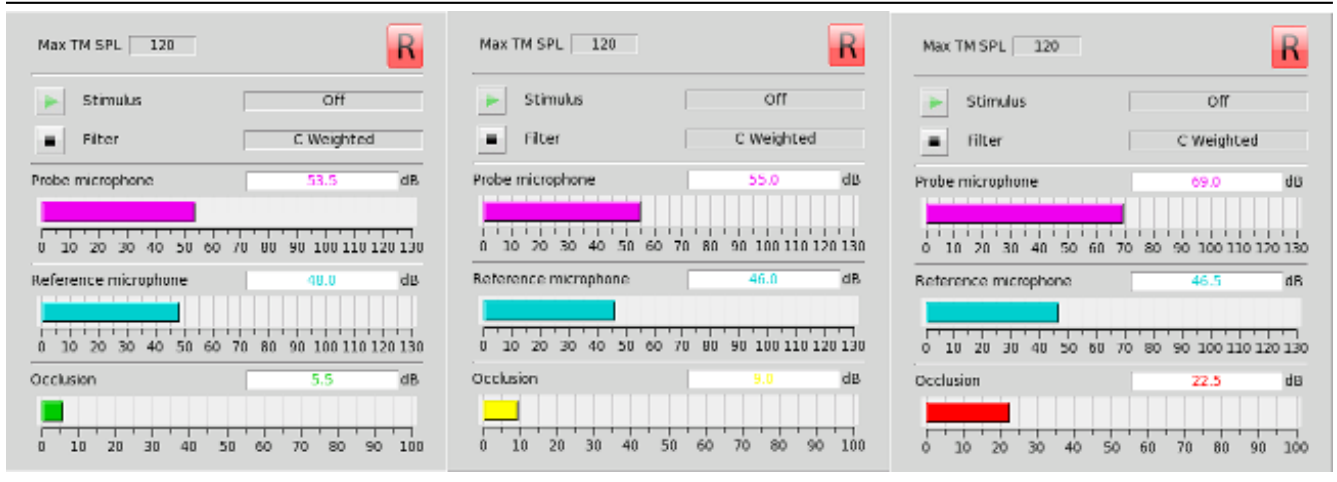 Max TM SPL 120 R
Stimulus Off
Filter C Weighted
Probe microphone 53.5 dB
0 10 20 30 40 50 60 70 80 90 100 110 120 130
Reference microphone 48.0 dB
0 10 20 30 40 50 60 70 80 90 100 110 120 130
Occlusion 5.5 dB
0 10 20 30 40 50 60 70 80 90 100
Max TM SPL 120 R
Stimulus Off
Filter C Weighted
Probe microphone 55.0 dB
0 10 20 30 40 50 60 70 80 90 100 110 120 130
Reference microphone 46.0 dB
0 10 20 30 40 50 60 70 80 90 100 110 120 130
Occlusion 9.0 dB
0 10 20 30 40 50 60 70 80 90 100
Max TM SPL 120 R
Stimulus Off
Filter C Weighted
Probe microphone 69.0 dB
0 10 20 30 40 50 60 70 80 90 100 110 120 130
Reference microphone 46.5 dB
0 10 20 30 40 50 60 70 80 90 100 110 120 130
Occlusion 22.5 dB
0 10 20 30 40 50 60 70 80 90 100